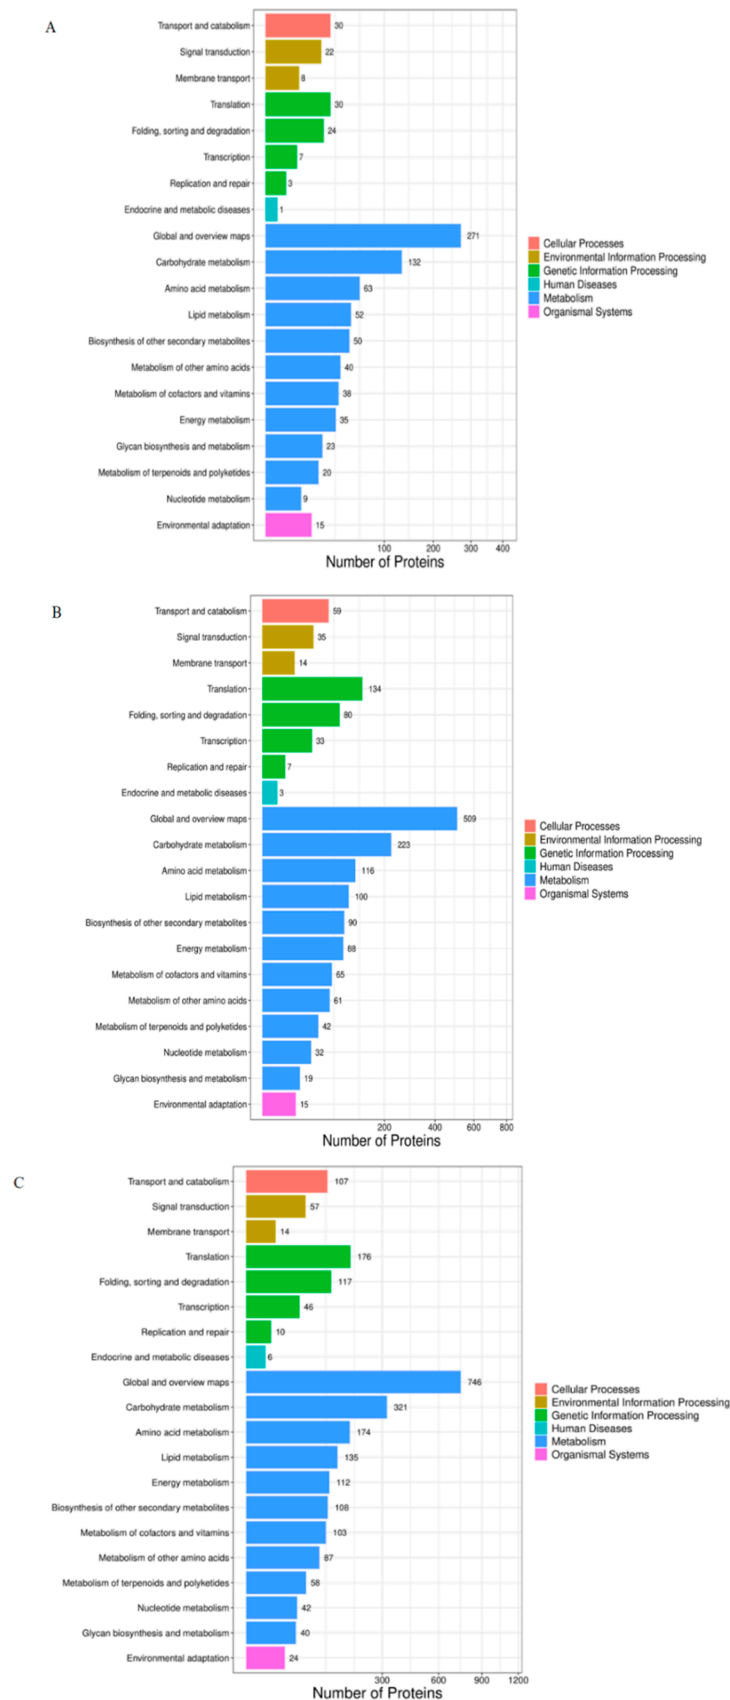 A
Transport and catabolism 30
Signal transduction 22
Membrane transport 8
Translation 30
Folding, sorting and degradation 24
Transcription 7
Replication and repair 3
Endocrine and metabolic diseases 1
Global and overview maps 271
Carbohydrate metabolism 132
Amino acid metabolism 63
Lipid metabolism 52
Biosynthesis of other secondary metabolites 50
Metabolism of other amino acids 40
Metabolism of cofactors and vitamins 38
Energy metabolism 35
Glycan biosynthesis and metabolism 23
Metabolism of terpenoids and polyketides 20
Nucleotide metabolism 9
Environmental adaptation 15
100 200 300 400
Number of Proteins
Cellular Processes
Environmental Information Processing
Genetic Information Processing
Human Diseases
Metabolism
Organismal Systems
B
Transport and catabolism 59
Signal transduction 35
Membrane transport 14
Translation 134
Folding, sorting and degradation 80
Transcription 33
Replication and repair 7
Endocrine and metabolic diseases 3
Global and overview maps 509
Carbohydrate metabolism 223
Amino acid metabolism 116
Lipid metabolism 100
Biosynthesis of other secondary metabolites 90
Energy metabolism 88
Metabolism of cofactors and vitamins 65
Metabolism of other amino acids 61
Metabolism of terpenoids and polyketides 42
Nucleotide metabolism 32
Glycan biosynthesis and metabolism 19
Environmental adaptation 15
200 400 600 800
Number of Proteins
Cellular Processes
Environmental Information Processing
Genetic Information Processing
Human Diseases
Metabolism
Organismal Systems
C
Transport and catabolism 107
Signal transduction 57
Membrane transport 14
Translation 176
Folding, sorting and degradation 117
Transcription 46
Replication and repair 10
Endocrine and metabolic diseases 6
Global and overview maps 746
Carbohydrate metabolism 321
Amino acid metabolism 174
Lipid metabolism 135
Energy metabolism 112
Biosynthesis of other secondary metabolites 108
Metabolism of cofactors and vitamins 103
Metabolism of other amino acids 87
Metabolism of terpenoids and polyketides 58
Nucleotide metabolism 42
Glycan biosynthesis and metabolism 40
Environmental adaptation 24
300 600 900 1200
Number of Proteins
Cellular Processes
Environmental Information Processing
Genetic Information Processing
Human Diseases
Metabolism
Organismal Systems